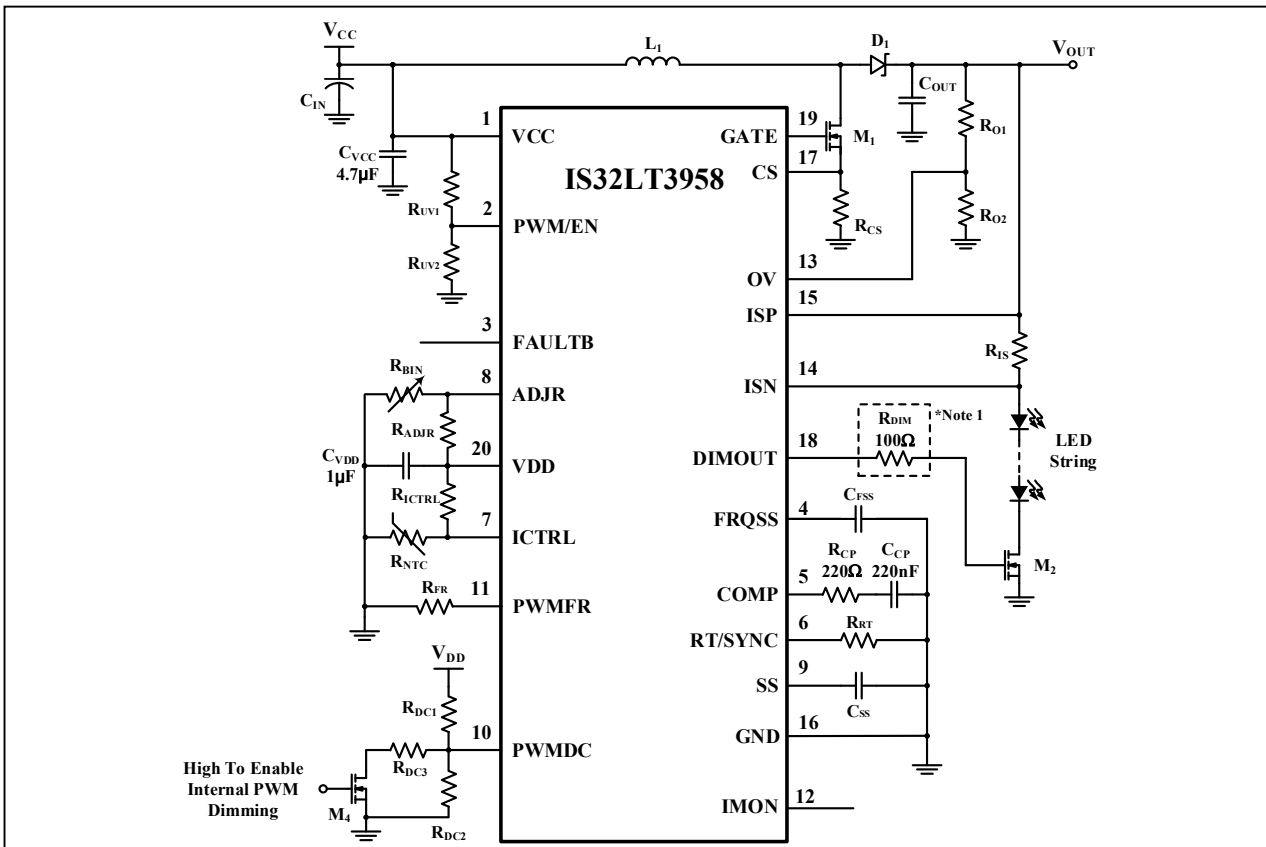 VCC
L1
D1
VOUT
CIN
COUT
1
VCC
19
GATE
M1
RO1
CVCC
4.7µF
IS32LT3958
17
CS
RUV1
2
PWM/EN
RCS
RO2
RUV2
13
OV
15
ISP
3
FAULTB
RIS
RBIN
8
ADJR
14
ISN
RADJR
RDIM
100Ω
*Note 1
CVDD
1µF
20
VDD
18
DIMOUT
LED
String
RICTRL
CFSS
7
ICTRL
4
FRQSS
RNTC
RCP
220Ω
CCP
220nF
M2
RFR
11
PWMFR
5
COMP
6
RT/SYNC
RRT
VDD
9
SS
CSS
RDC1
10
PWMDC
16
GND
RDC3
High To Enable
Internal PWM
Dimming
M4
RDC2
IMON
12